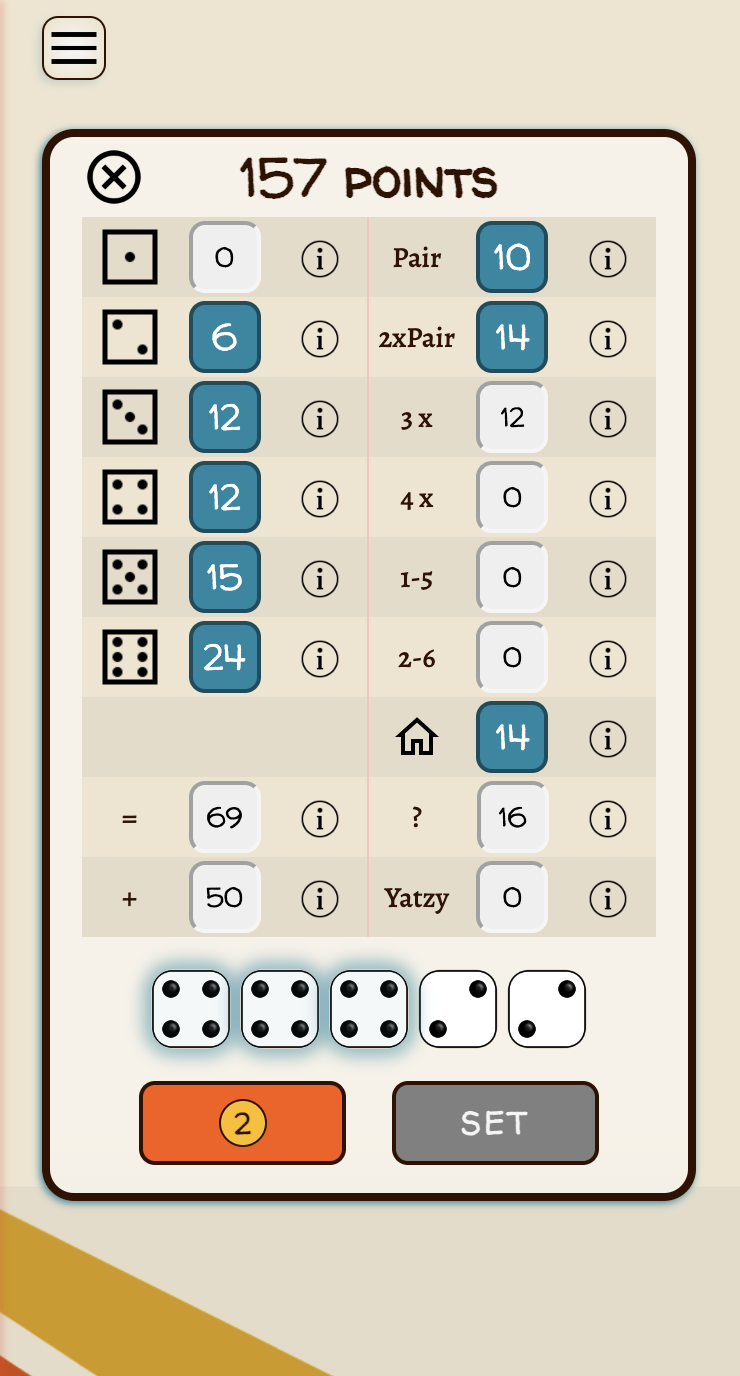 157 POINTS
0 i Pair 10 i
6 i 2xPair 14 i
12 i 3 x 12 i
12 i 4 x 0 i
15 i 1-5 0 i
24 i 2-6 0 i
14 i
= 69 i ? 16 i
+ 50 i Yatzy 0 i
2 SET